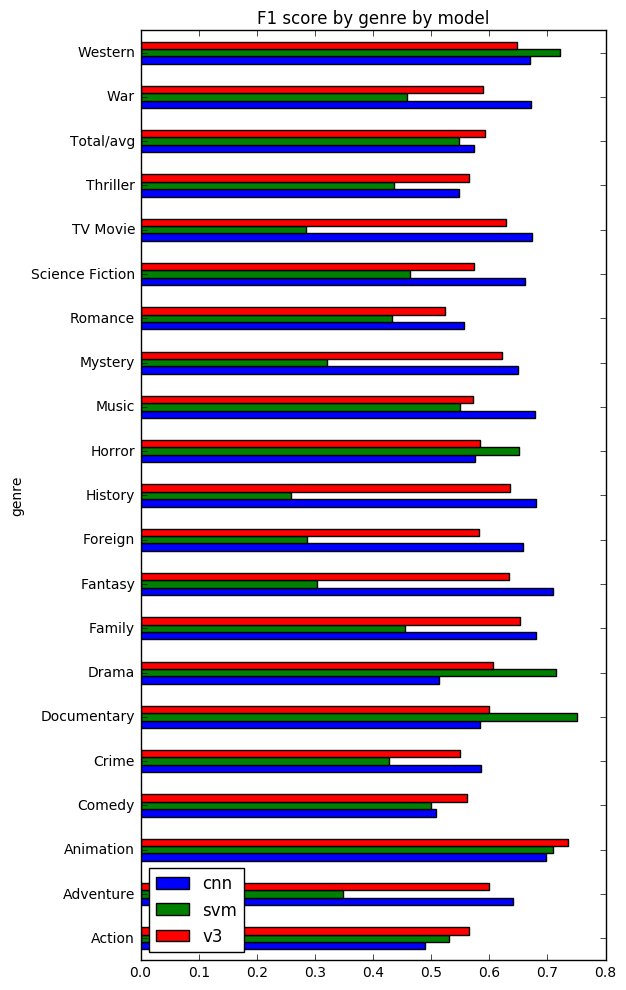 F1 score by genre by model
Western
War
Total/avg
Thriller
TV Movie
Science Fiction
Romance
Mystery
Music
Horror
History
Foreign
Fantasy
Family
Drama
Documentary
Crime
Comedy
Animation
Adventure
Action
genre
cnn
svm
v3
0.0 0.1 0.2 0.3 0.4 0.5 0.6 0.7 0.8